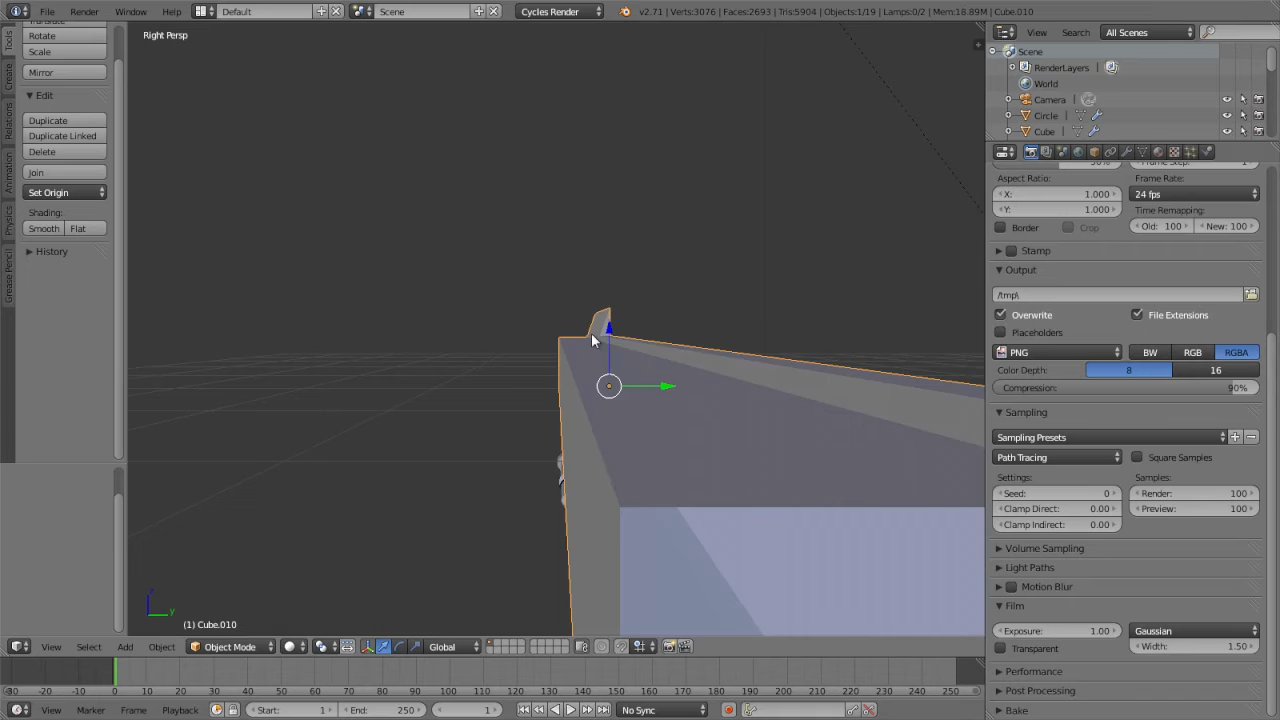 File Render Window Help Default Scene Cycles Render v2.71 | Verts:3076 | Faces:2693 | Tris:5904 | Objects:1/19 | Lamps:0/2 | Mem:18.89M | Cube.010
Tools
Create
Relations
Animation
Physics
Grease Pencil
Rotate
Scale
Mirror
Edit
Duplicate
Duplicate Linked
Delete
Join
Set Origin
Shading:
Smooth Flat
History
Right Persp
z
y
(1) Cube.010
View Select Add Object Object Mode Global
View Search All Scenes
Scene
RenderLayers
World
Camera
Circle
Cube
Aspect Ratio: Frame Rate:
X: 1.000 24 fps
Y: 1.000 Time Remapping:
Border Crop Old: 100 New: 100
Stamp
Output
/tmp\
Overwrite File Extensions
Placeholders
PNG BW RGB RGBA
Color Depth: 8 16
Compression: 90%
Sampling
Sampling Presets
Path Tracing Square Samples
Settings: Samples:
Seed: 0 Render: 100
Clamp Direct: 0.00 Preview: 100
Clamp Indirect: 0.00
Volume Sampling
Light Paths
Motion Blur
Film
Exposure: 1.00 Gaussian
Transparent Width: 1.50
Performance
Post Processing
Bake
-30 -20 -10 0 10 20 30 40 50 60 70 80 90 100 110 120 130 140 150 160 170 180 190 200 210 220 230 240 250
View Marker Frame Playback Start: 1 End: 250 1 No Sync